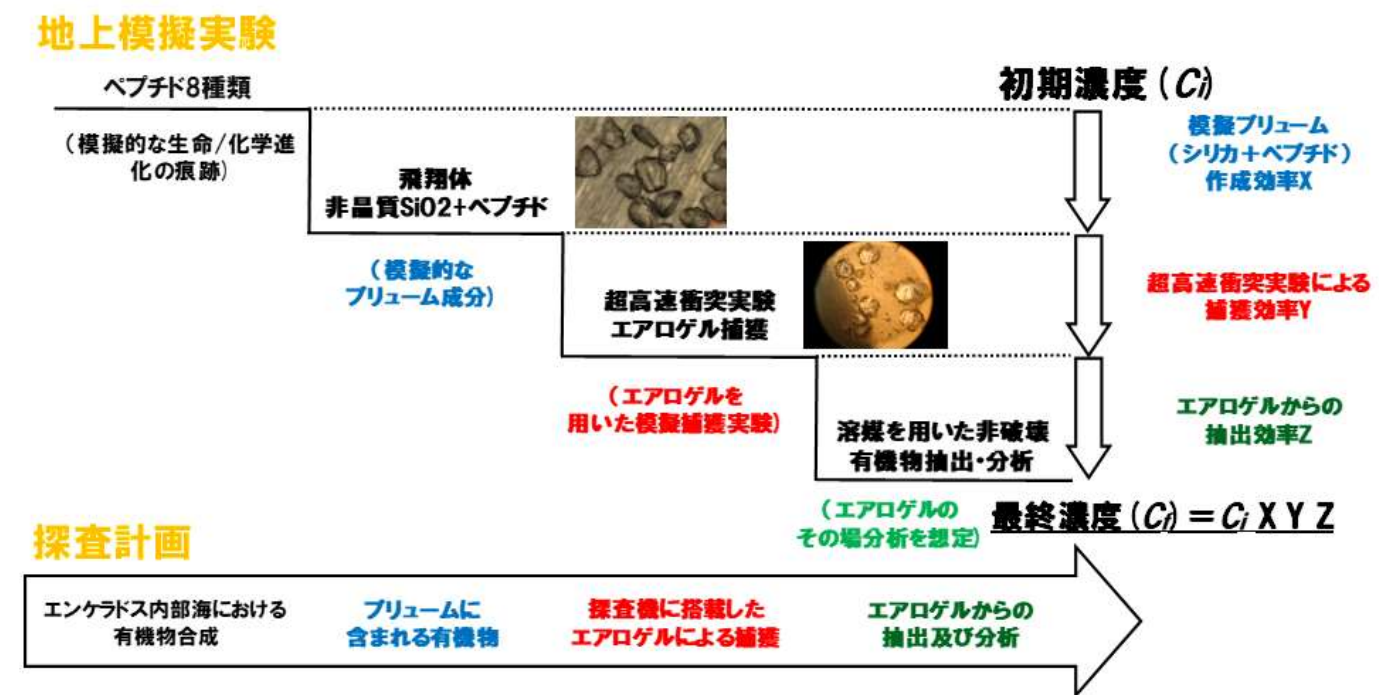 地上模擬実験
ペプチド8種類
(模擬的な生命/化学進
化の痕跡)
飛翔体
非晶質SiO2+ペプチド
(模擬的な
プリューム成分)
超高速衝突実験
エアロゲル捕獲
(エアロゲルを
用いた模擬捕獲実験)
溶媒を用いた非破壊
有機物抽出・分析
(エアロゲルの
その場分析を想定)
初期濃度(Ci)
模擬プリューム
(シリカ+ペプチド)
作成効率X
超高速衝突実験による
捕獲効率Y
エアロゲルからの
抽出効率Z
最終濃度(Cf)=Ci X Y Z
探査計画
エンケラドス内部海における
有機物合成
プリュームに
含まれる有機物
探査機に搭載した
エアロゲルによる捕獲
エアロゲルからの
抽出及び分析